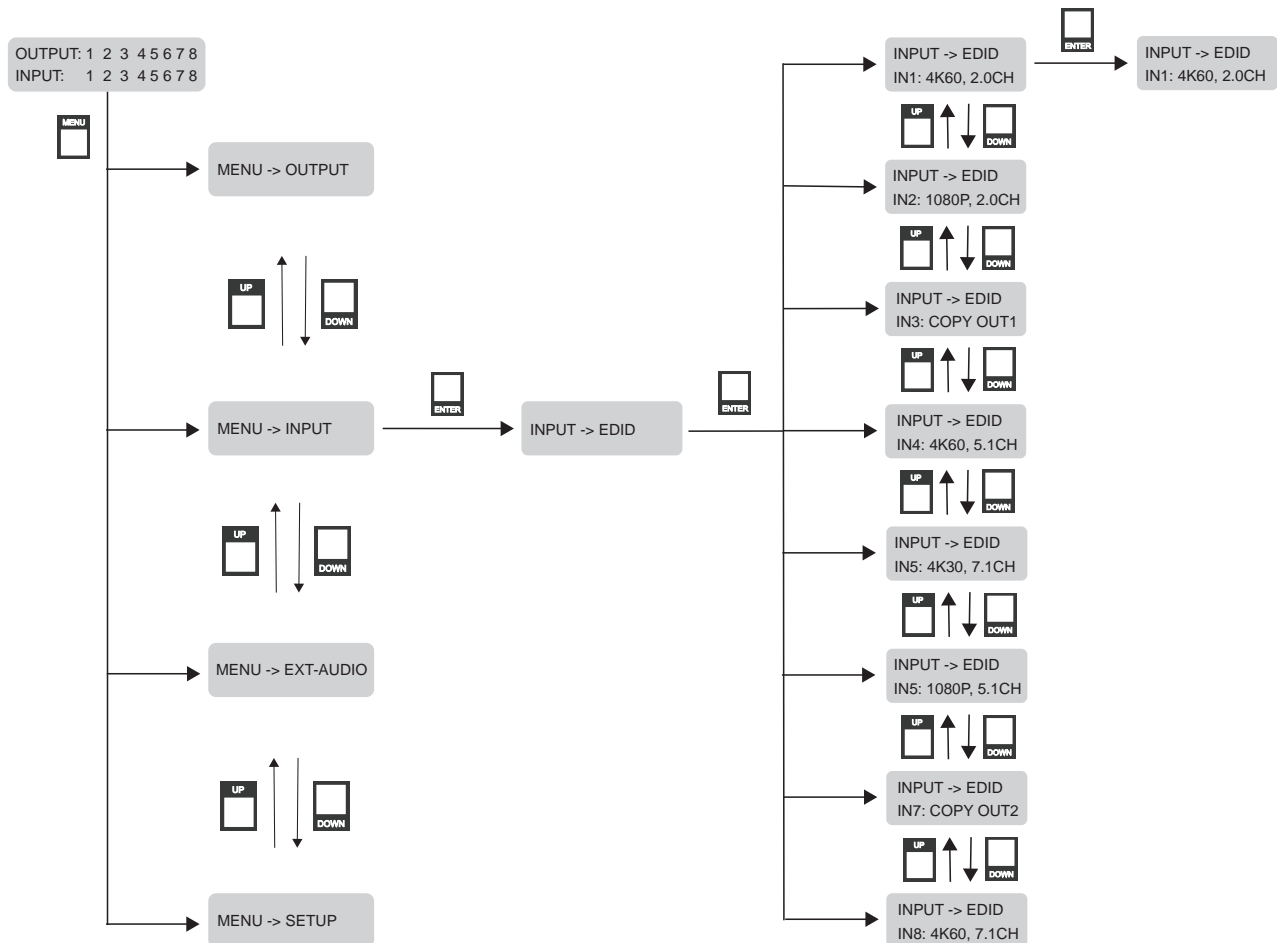 OUTPUT: 1 2 3 4 5 6 7 8
INPUT: 1 2 3 4 5 6 7 8
MENU
MENU -> OUTPUT
UP
DOWN
MENU -> INPUT
ENTER
INPUT -> EDID
ENTER
UP
DOWN
MENU -> EXT-AUDIO
UP
DOWN
MENU -> SETUP
INPUT -> EDID
IN1: 4K60, 2.0CH
ENTER
INPUT -> EDID
IN1: 4K60, 2.0CH
UP
DOWN
INPUT -> EDID
IN2: 1080P, 2.0CH
UP
DOWN
INPUT -> EDID
IN3: COPY OUT1
UP
DOWN
INPUT -> EDID
IN4: 4K60, 5.1CH
UP
DOWN
INPUT -> EDID
IN5: 4K30, 7.1CH
UP
DOWN
INPUT -> EDID
IN5: 1080P, 5.1CH
UP
DOWN
INPUT -> EDID
IN7: COPY OUT2
UP
DOWN
INPUT -> EDID
IN8: 4K60, 7.1CH